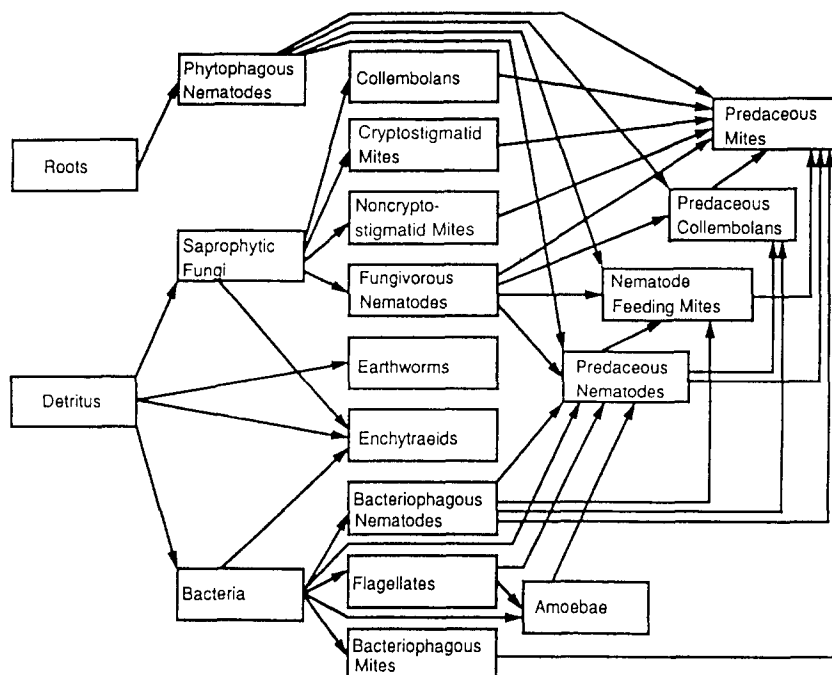 Phytophagous
Nematodes
Collembolans
Predaceous
Mites
Cryptostigmatid
Mites
Roots
Noncrypto-
stigmatid Mites
Predaceous
Collembolans
Saprophytic
Fungi
Fungivorous
Nematodes
Nematode
Feeding Mites
Earthworms
Predaceous
Nematodes
Detritus
Enchytraeids
Bacteriophagous
Nematodes
Bacteria
Flagellates
Amoebae
Bacteriophagous
Mites